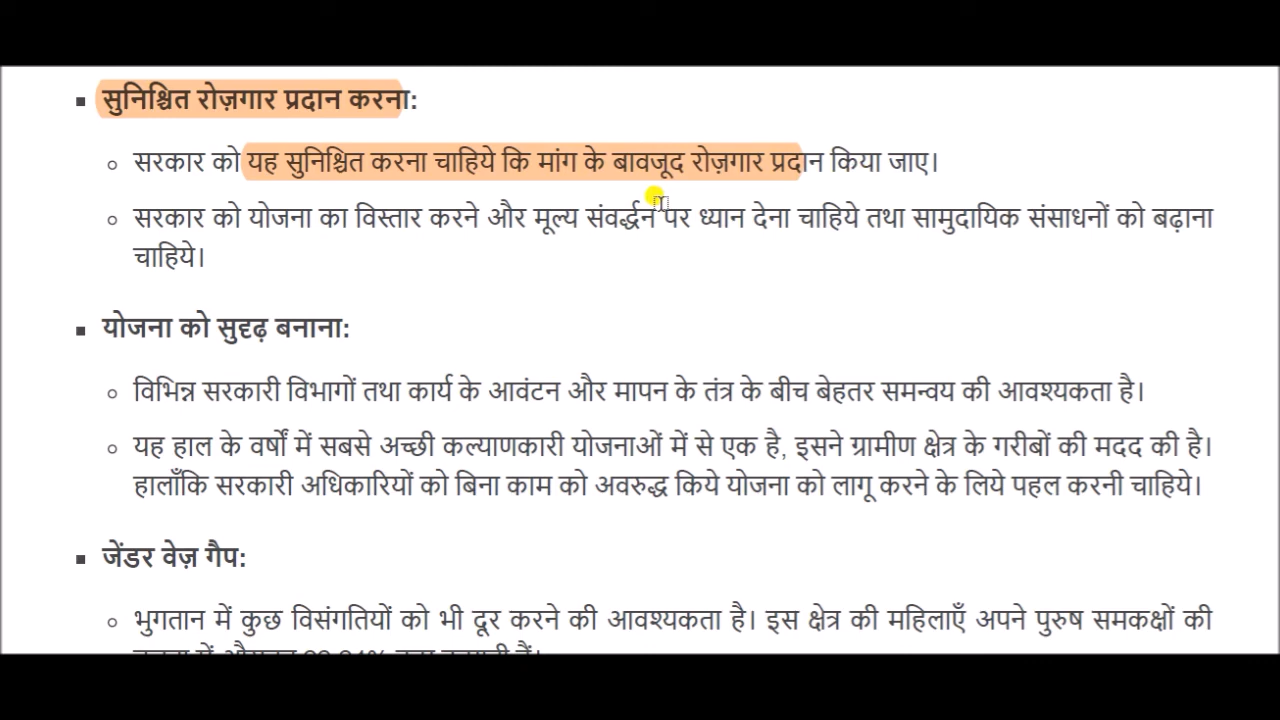 सुनिश्चित रोज़गार प्रदान करना:
सरकार को यह सुनिश्चित करना चाहिये कि मांग के बावजूद रोज़गार प्रदान किया जाए।
सरकार को योजना का विस्तार करने और मूल्य संवर्द्धन पर ध्यान देना चाहिये तथा सामुदायिक संसाधनों को बढ़ाना
चाहिये।
योजना को सुदृढ़ बनाना:
विभिन्न सरकारी विभागों तथा कार्य के आवंटन और मापन के तंत्र के बीच बेहतर समन्वय की आवश्यकता है।
यह हाल के वर्षों में सबसे अच्छी कल्याणकारी योजनाओं में से एक है, इसने ग्रामीण क्षेत्र के गरीबों की मदद की है।
हालाँकि सरकारी अधिकारियों को बिना काम को अवरुद्ध किये योजना को लागू करने के लिये पहल करनी चाहिये।
जेंडर वेज़ गैप:
भुगतान में कुछ विसंगतियों को भी दूर करने की आवश्यकता है। इस क्षेत्र की महिलाएँ अपने पुरुष समकक्षों की